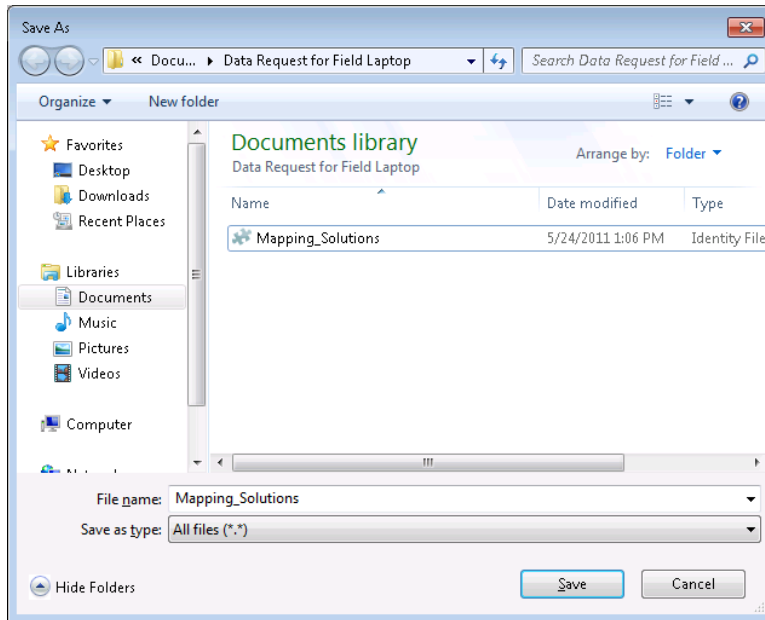 Save As
« Docu... ▸ Data Request for Field Laptop
Search Data Request for Field ...
Organize
New folder
Favorites
Desktop
Downloads
Recent Places
Libraries
Documents
Music
Pictures
Videos
Computer
Documents library
Data Request for Field Laptop
Arrange by: Folder
Name Date modified Type
Mapping_Solutions 5/24/2011 1:06 PM Identity File
File name: Mapping_Solutions
Save as type: All files (*.*)
Hide Folders
Save
Cancel